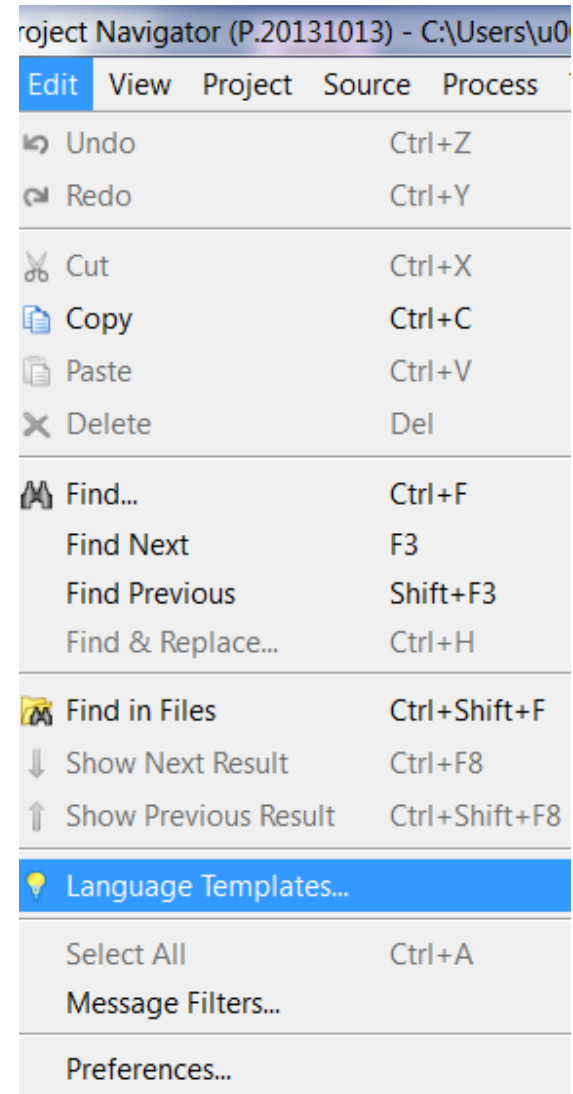 roject Navigator (P.20131013) - C:\Users\u0
Edit View Project Source Process
Undo Ctrl+Z
Redo Ctrl+Y
Cut Ctrl+X
Copy Ctrl+C
Paste Ctrl+V
Delete Del
Find... Ctrl+F
Find Next F3
Find Previous Shift+F3
Find & Replace... Ctrl+H
Find in Files Ctrl+Shift+F
Show Next Result Ctrl+F8
Show Previous Result Ctrl+Shift+F8
Language Templates...
Select All Ctrl+A
Message Filters...
Preferences...